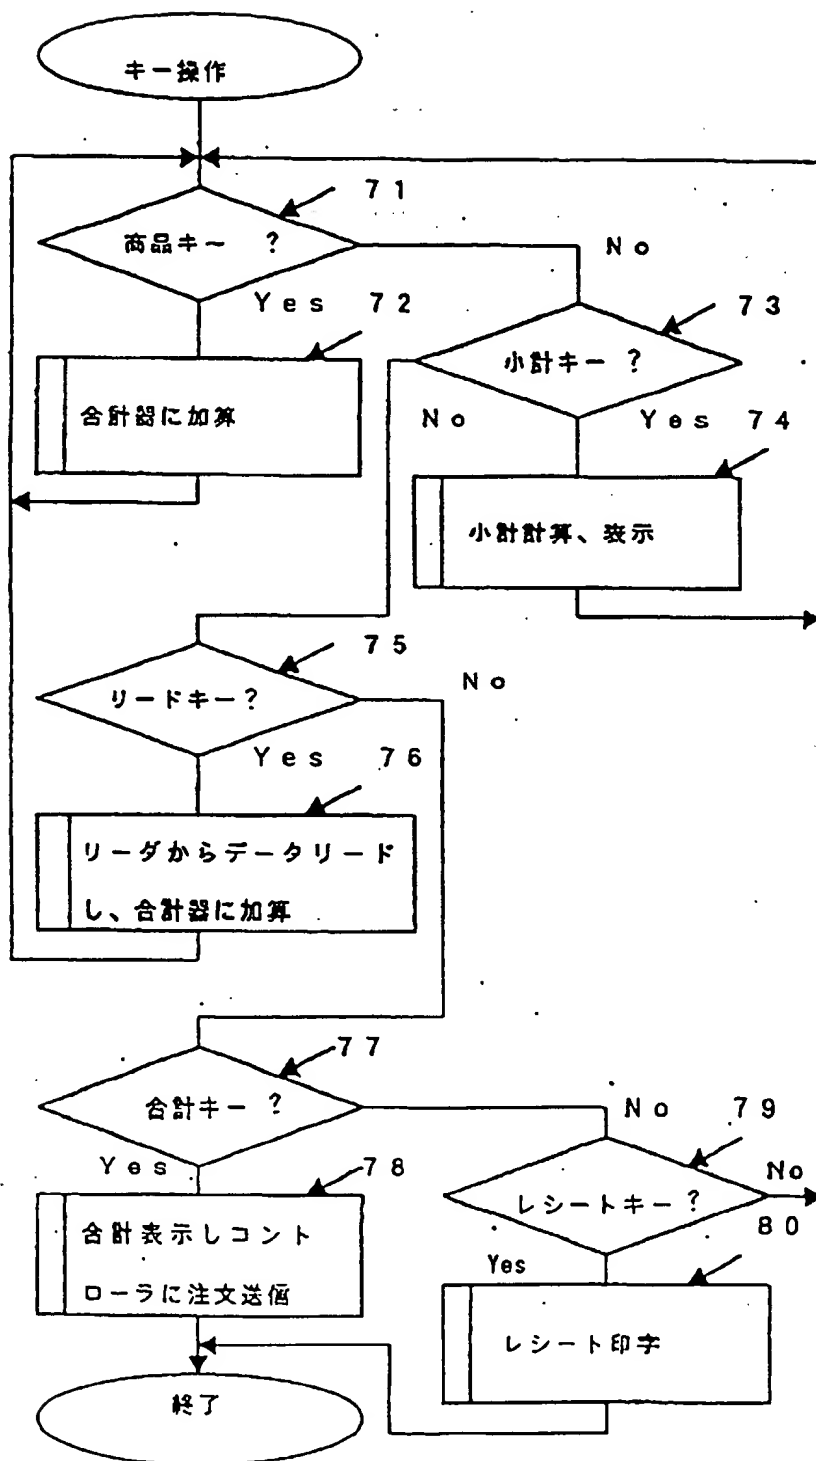 キー操作
71
商品キー ?
No
Yes 72
73
小計キー ?
合計器に加算
No
Yes 74
小計計算、表示
75
リードキー?
No
Yes 76
リーダからデータリード
し、合計器に加算
77
合計キー ?
No 79
Yes 78
No
レシートキー?
80
合計表示しコント
ローラに注文送信
Yes
レシート印字
終了